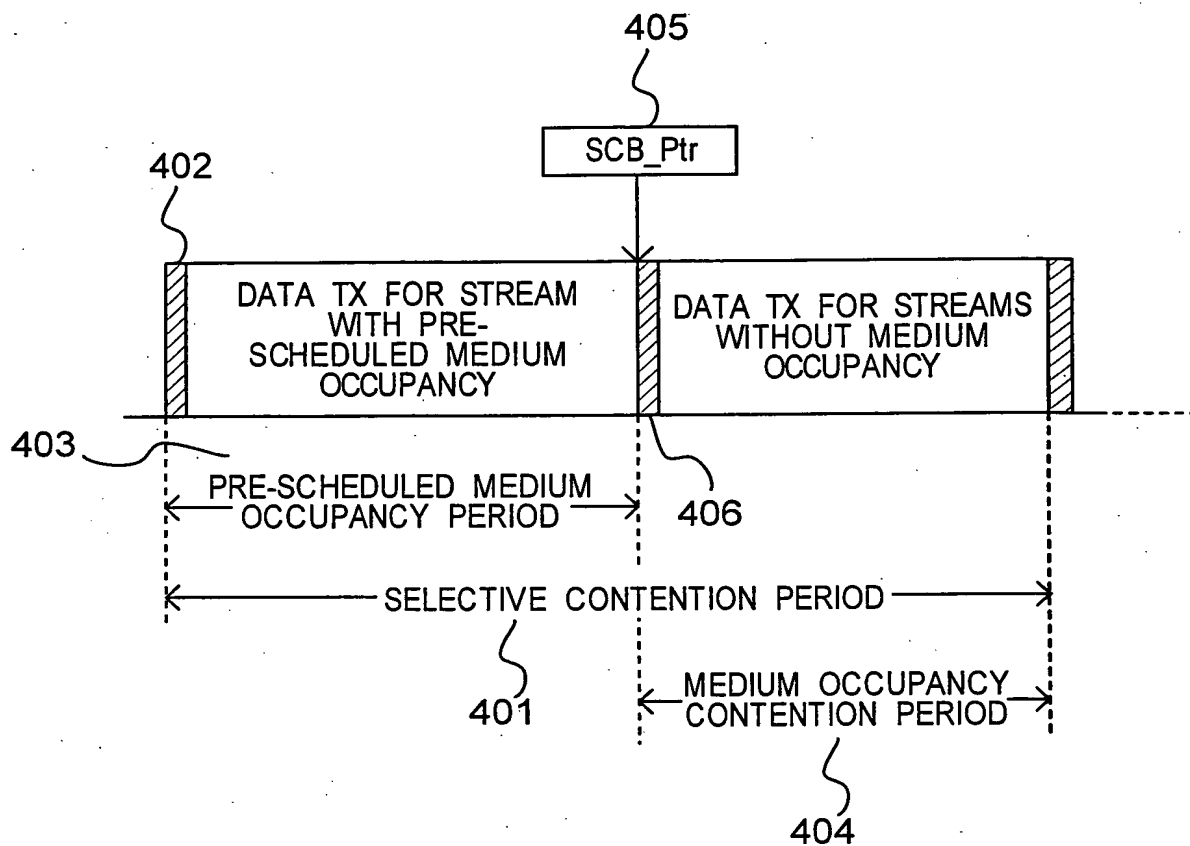 405
SCB_Ptr
402
DATA TX FOR STREAM
WITH PRE-
SCHEDULED MEDIUM
OCCUPANCY
DATA TX FOR STREAMS
WITHOUT MEDIUM
OCCUPANCY
403
PRE-SCHEDULED MEDIUM
OCCUPANCY PERIOD
406
SELECTIVE CONTENTION PERIOD
401
MEDIUM OCCUPANCY
CONTENTION PERIOD
404